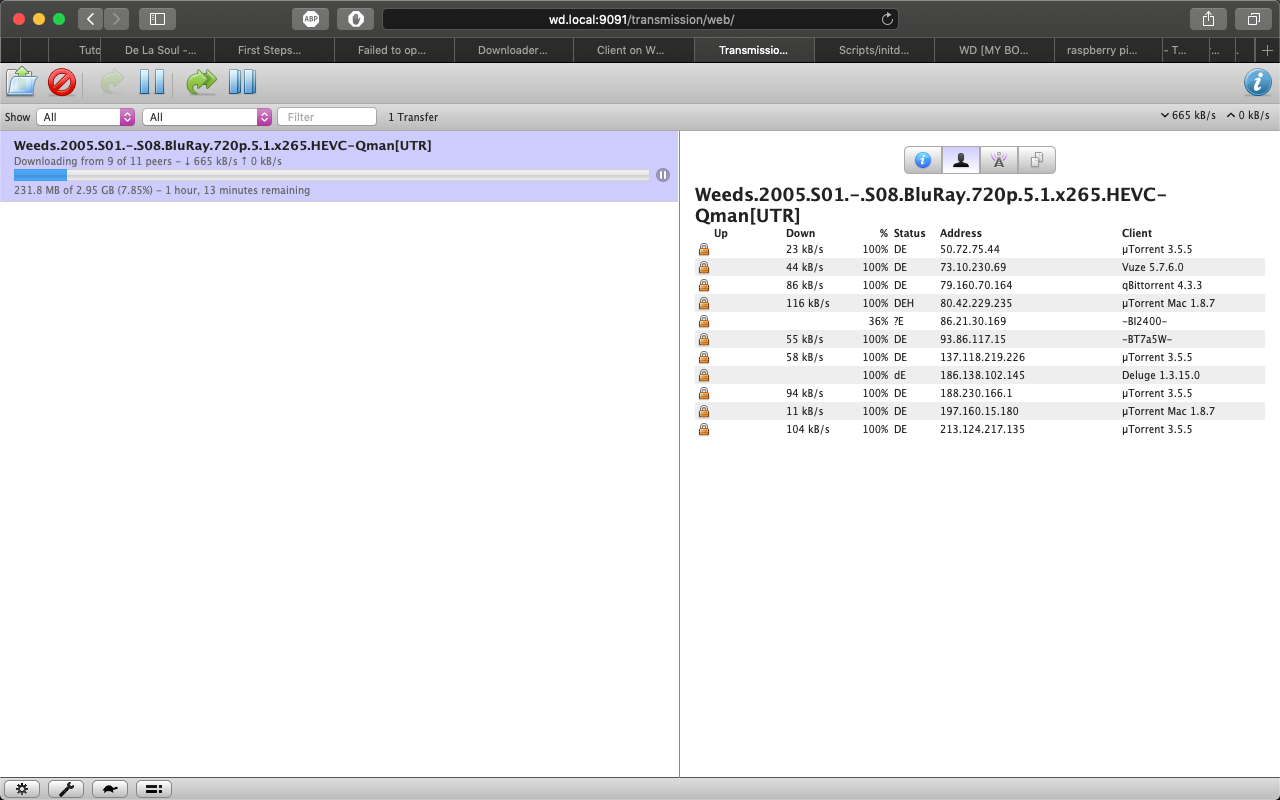 ABP
wd.local:9091/transmission/web/
Tuto De La Soul -... First Steps... Failed to op... Downloader... Client on W... Transmissio... Scripts/initd... WD [MY BO... raspberry pi... - T... ... .
Show All All Filter 1 Transfer 665 kB/s 0 kB/s
Weeds.2005.S01.-.S08.BluRay.720p.5.1.x265.HEVC-Qman[UTR]
Downloading from 9 of 11 peers - ↓ 665 kB/s ↑ 0 kB/s
231.8 MB of 2.95 GB (7.85%) - 1 hour, 13 minutes remaining
Weeds.2005.S01.-.S08.BluRay.720p.5.1.x265.HEVC-
Qman[UTR]
Up Down % Status Address Client
23 kB/s 100% DE 50.72.75.44 µTorrent 3.5.5
44 kB/s 100% DE 73.10.230.69 Vuze 5.7.6.0
86 kB/s 100% DE 79.160.70.164 qBittorrent 4.3.3
116 kB/s 100% DEH 80.42.229.235 µTorrent Mac 1.8.7
36% ?E 86.21.30.169 -BI2400-
55 kB/s 100% DE 93.86.117.15 -BT7a5W-
58 kB/s 100% DE 137.118.219.226 µTorrent 3.5.5
100% dE 186.138.102.145 Deluge 1.3.15.0
94 kB/s 100% DE 188.230.166.1 µTorrent 3.5.5
11 kB/s 100% DE 197.160.15.180 µTorrent Mac 1.8.7
104 kB/s 100% DE 213.124.217.135 µTorrent 3.5.5